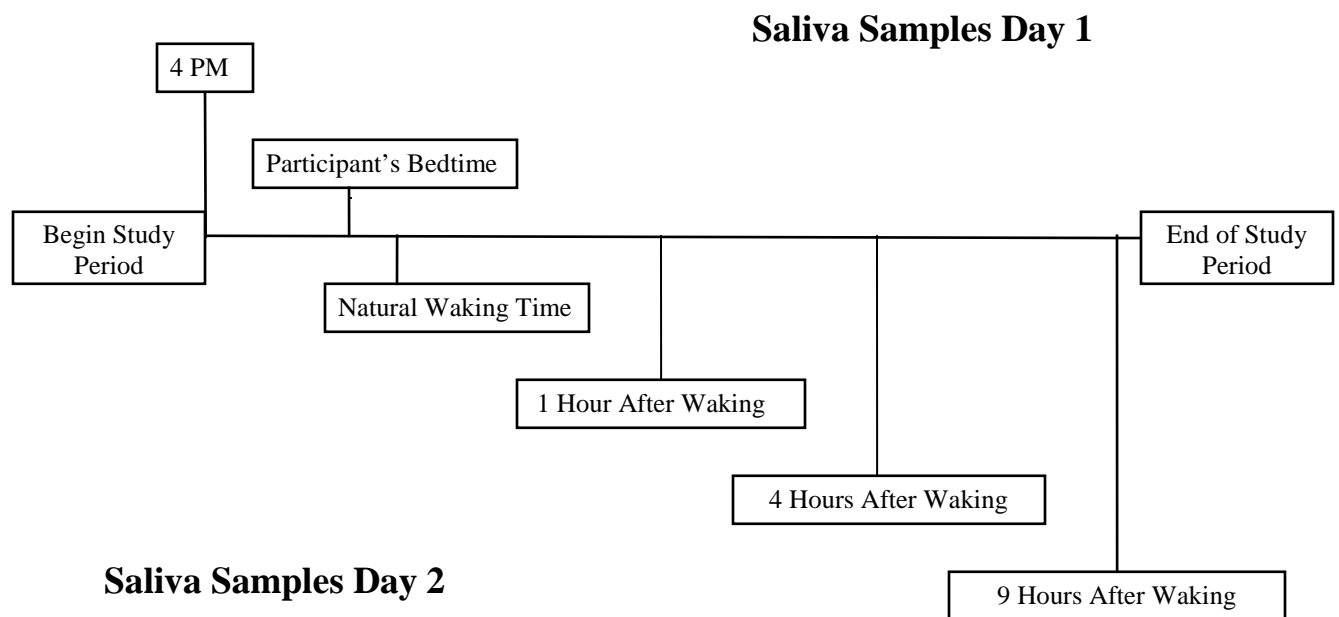 Saliva Samples Day 1
4 PM
Participant’s Bedtime
Begin Study
Period
End of Study
Period
Natural Waking Time
1 Hour After Waking
4 Hours After Waking
Saliva Samples Day 2
9 Hours After Waking